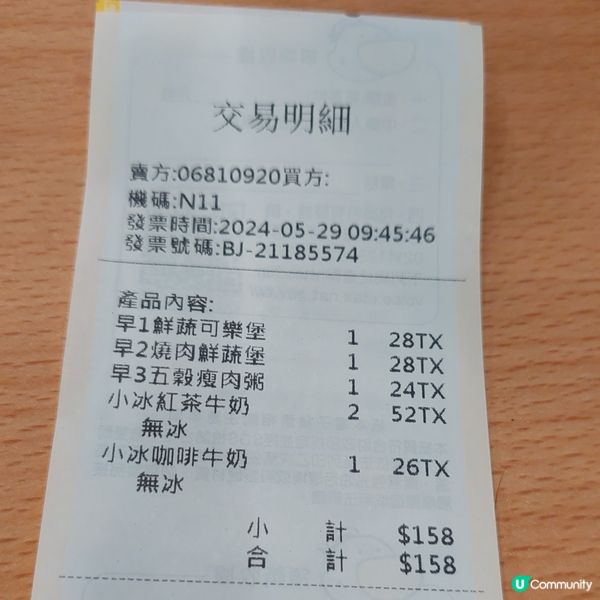 交易明細
賣方:06810920買方:
機碼:N11
發票時間:2024-05-29 09:45:46
發票號碼:BJ-21185574
產品內容:
早1鮮蔬可樂堡 1 28TX
早2燒肉鮮蔬堡 1 28TX
早3五穀瘦肉粥 1 24TX
小冰紅茶牛奶 2 52TX
無冰
小冰咖啡牛奶 1 26TX
無冰
小 計 $158
合 計 $158
U Community